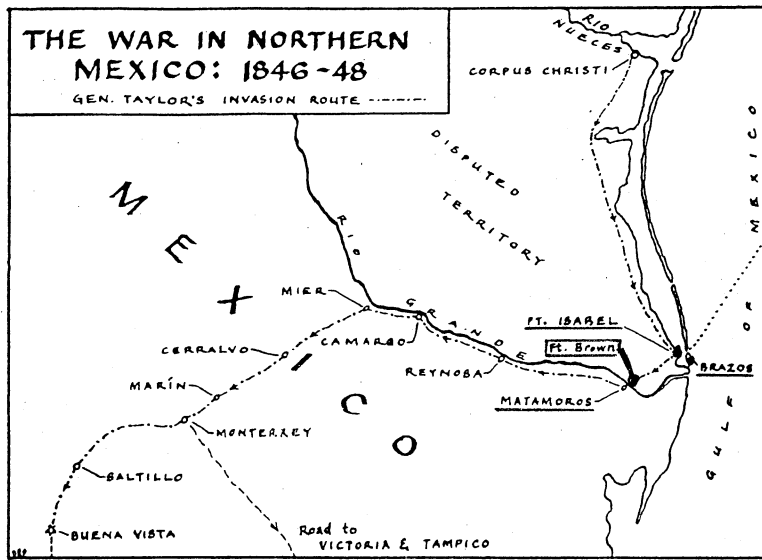 THE WAR IN NORTHERN
MEXICO: 1846-48
GEN. TAYLOR'S INVASION ROUTE
RIO
NUECES
CORPUS CHRISTI
DISPUTED
TERRITORY
MEXICO
RIO
GRANDE
MIER
CAMARGO
CERRALVO
REYNOSA
MARÍN
MONTERREY
FT. ISABEL
Ft. Brown
BRAZOS
MATAMOROS
GULF OF MEXICO
SALTILLO
BUENA VISTA
Road to
VICTORIA & TAMPICO